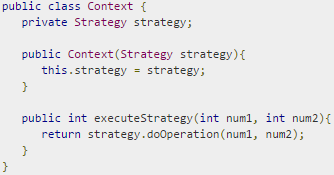 public class Context {
   private Strategy strategy;

   public Context(Strategy strategy){
      this.strategy = strategy;
   }

   public int executeStrategy(int num1, int num2){
      return strategy.doOperation(num1, num2);
   }
}